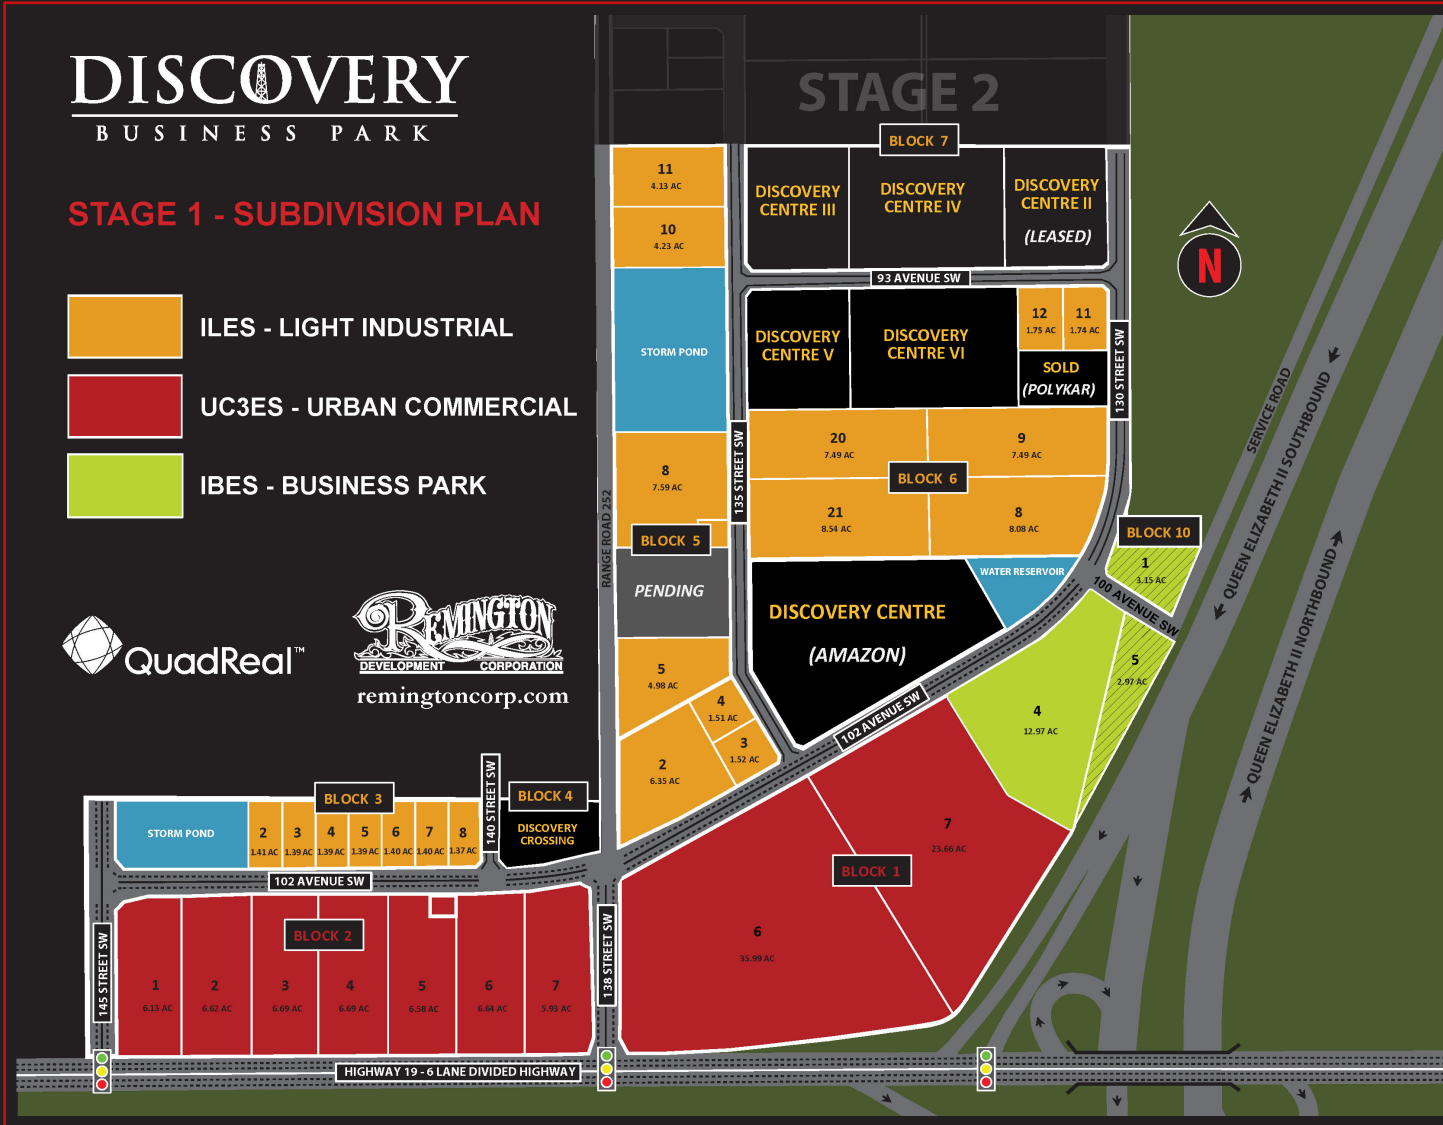 DISCOVERY
BUSINESS PARK
STAGE 1 - SUBDIVISION PLAN
ILES - LIGHT INDUSTRIAL
UC3ES - URBAN COMMERCIAL
IBES - BUSINESS PARK
QuadReal™
REMINGTON
DEVELOPMENT CORPORATION
remingtoncorp.com
STAGE 2
BLOCK 7
DISCOVERY
CENTRE III
DISCOVERY
CENTRE IV
DISCOVERY
CENTRE II
(LEASED)
93 AVENUE SW
N
11
4.13 AC
10
4.23 AC
STORM POND
8
7.59 AC
BLOCK 5
PENDING
5
4.98 AC
4
1.51 AC
3
1.52 AC
2
6.35 AC
RANGE ROAD 252
135 STREET SW
DISCOVERY
CENTRE V
DISCOVERY
CENTRE VI
12
1.75 AC
11
1.74 AC
SOLD
(POLYKAR)
130 STREET SW
20
7.49 AC
9
7.49 AC
BLOCK 6
21
8.54 AC
8
8.08 AC
WATER RESERVOIR
DISCOVERY CENTRE
(AMAZON)
102 AVENUE SW
BLOCK 10
1
3.15 AC
100 AVENUE SW
5
2.97 AC
4
12.97 AC
SERVICE ROAD
QUEEN ELIZABETH II SOUTHBOUND
QUEEN ELIZABETH II NORTHBOUND
BLOCK 3
STORM POND
2
1.41 AC
3
1.39 AC
4
1.39 AC
5
1.39 AC
6
1.40 AC
7
1.40 AC
8
1.37 AC
140 STREET SW
BLOCK 4
DISCOVERY
CROSSING
102 AVENUE SW
BLOCK 2
1
6.13 AC
2
6.62 AC
3
6.69 AC
4
6.69 AC
5
6.58 AC
6
6.64 AC
7
5.93 AC
145 STREET SW
138 STREET SW
BLOCK 1
7
23.66 AC
6
35.99 AC
HIGHWAY 19 - 6 LANE DIVIDED HIGHWAY